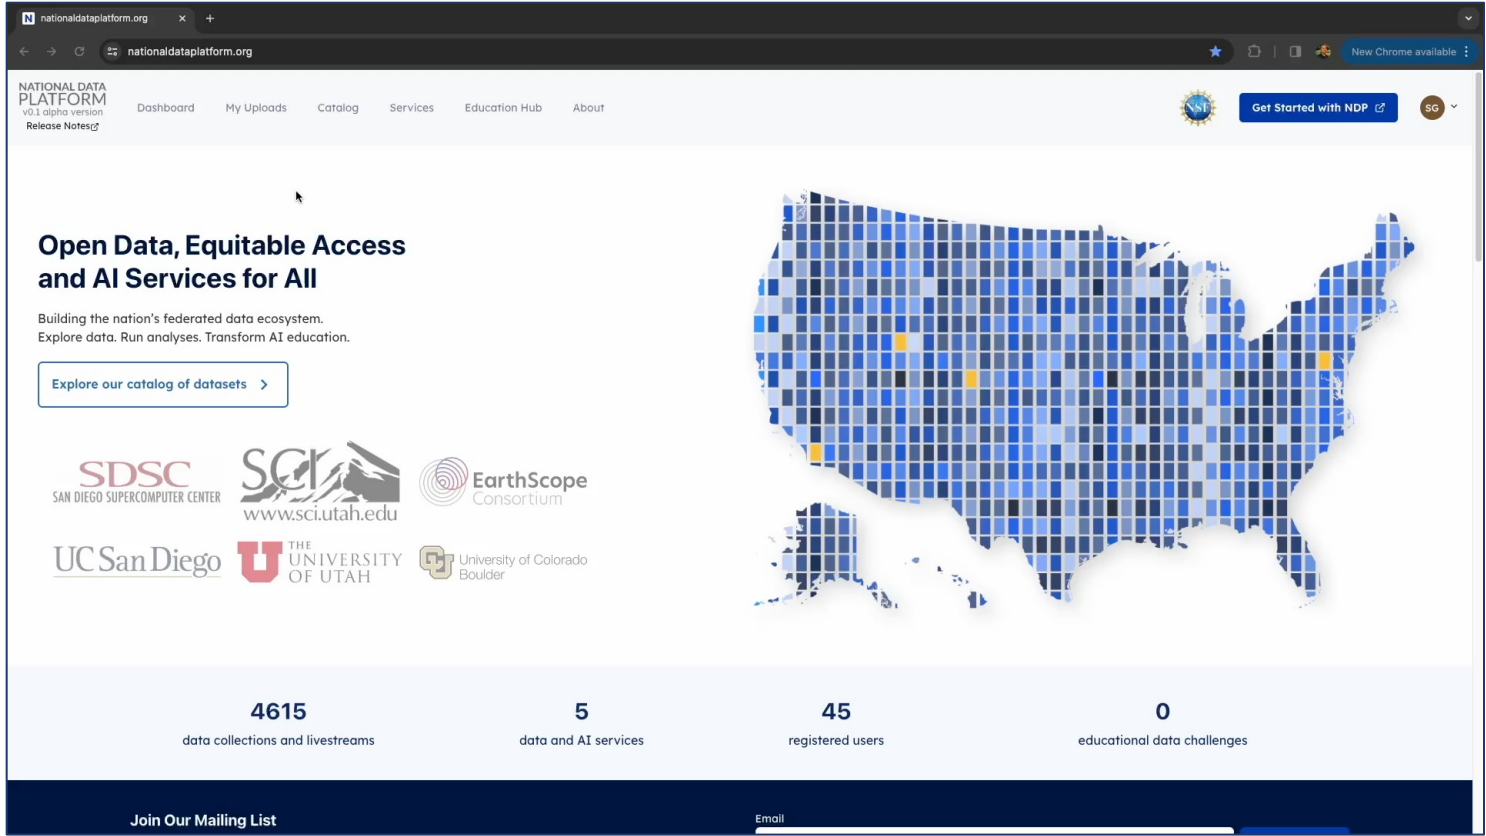 nationaldataplatform.org
nationaldataplatform.org
New Chrome available
NATIONAL DATA
PLATFORM
v0.1 alpha version
Release Notes
Dashboard
My Uploads
Catalog
Services
Education Hub
About
NSF
Get Started with NDP
SG
Open Data, Equitable Access
and AI Services for All
Building the nation's federated data ecosystem.
Explore data. Run analyses. Transform AI education.
Explore our catalog of datasets
SDSC
SAN DIEGO SUPERCOMPUTER CENTER
SCI
www.sci.utah.edu
EarthScope
Consortium
UC San Diego
THE
UNIVERSITY
OF UTAH
University of Colorado
Boulder
4615
data collections and livestreams
5
data and AI services
45
registered users
0
educational data challenges
Join Our Mailing List
Email